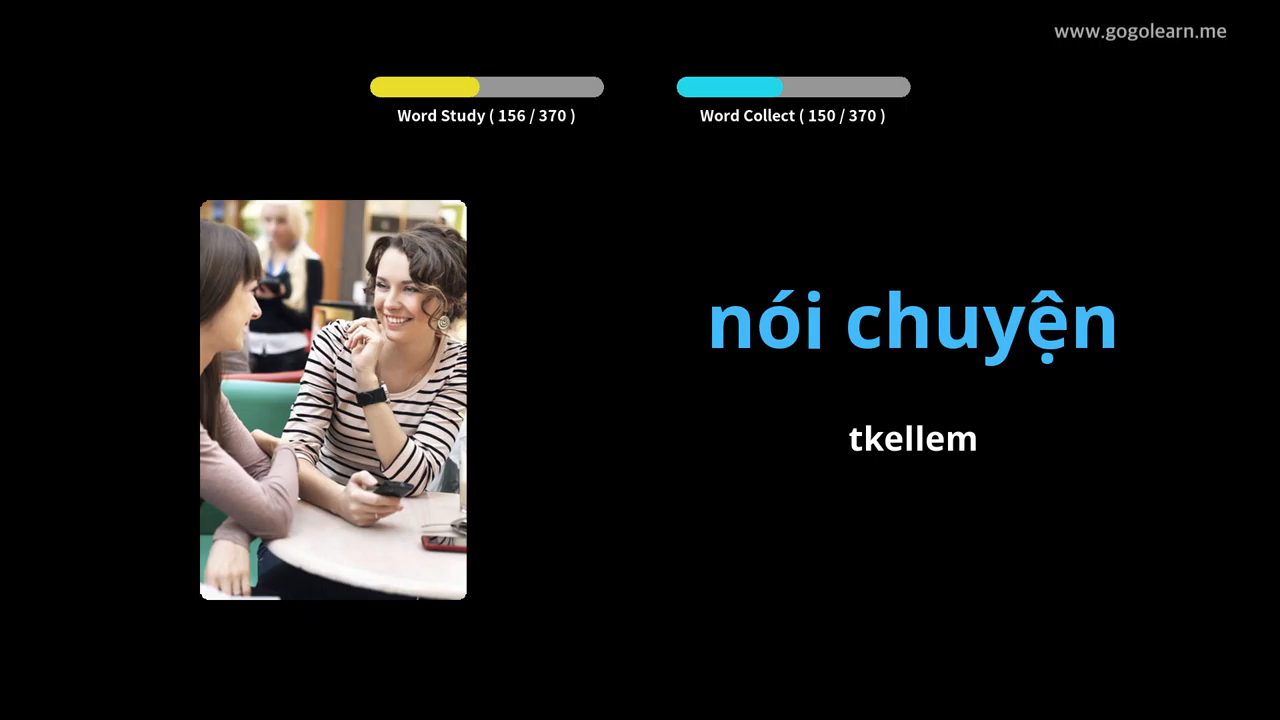 www.gogolearn.me
Word Study ( 156 / 370 )
Word Collect ( 150 / 370 )
nói chuyện
tkellem